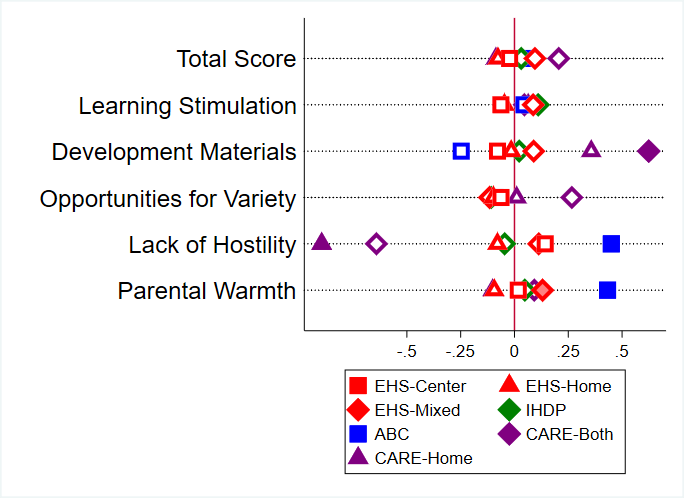 Total Score
Learning Stimulation
Development Materials
Opportunities for Variety
Lack of Hostility
Parental Warmth
-.5 -.25 0 .25 .5
EHS-Center EHS-Home
EHS-Mixed IHDP
ABC CARE-Both
CARE-Home